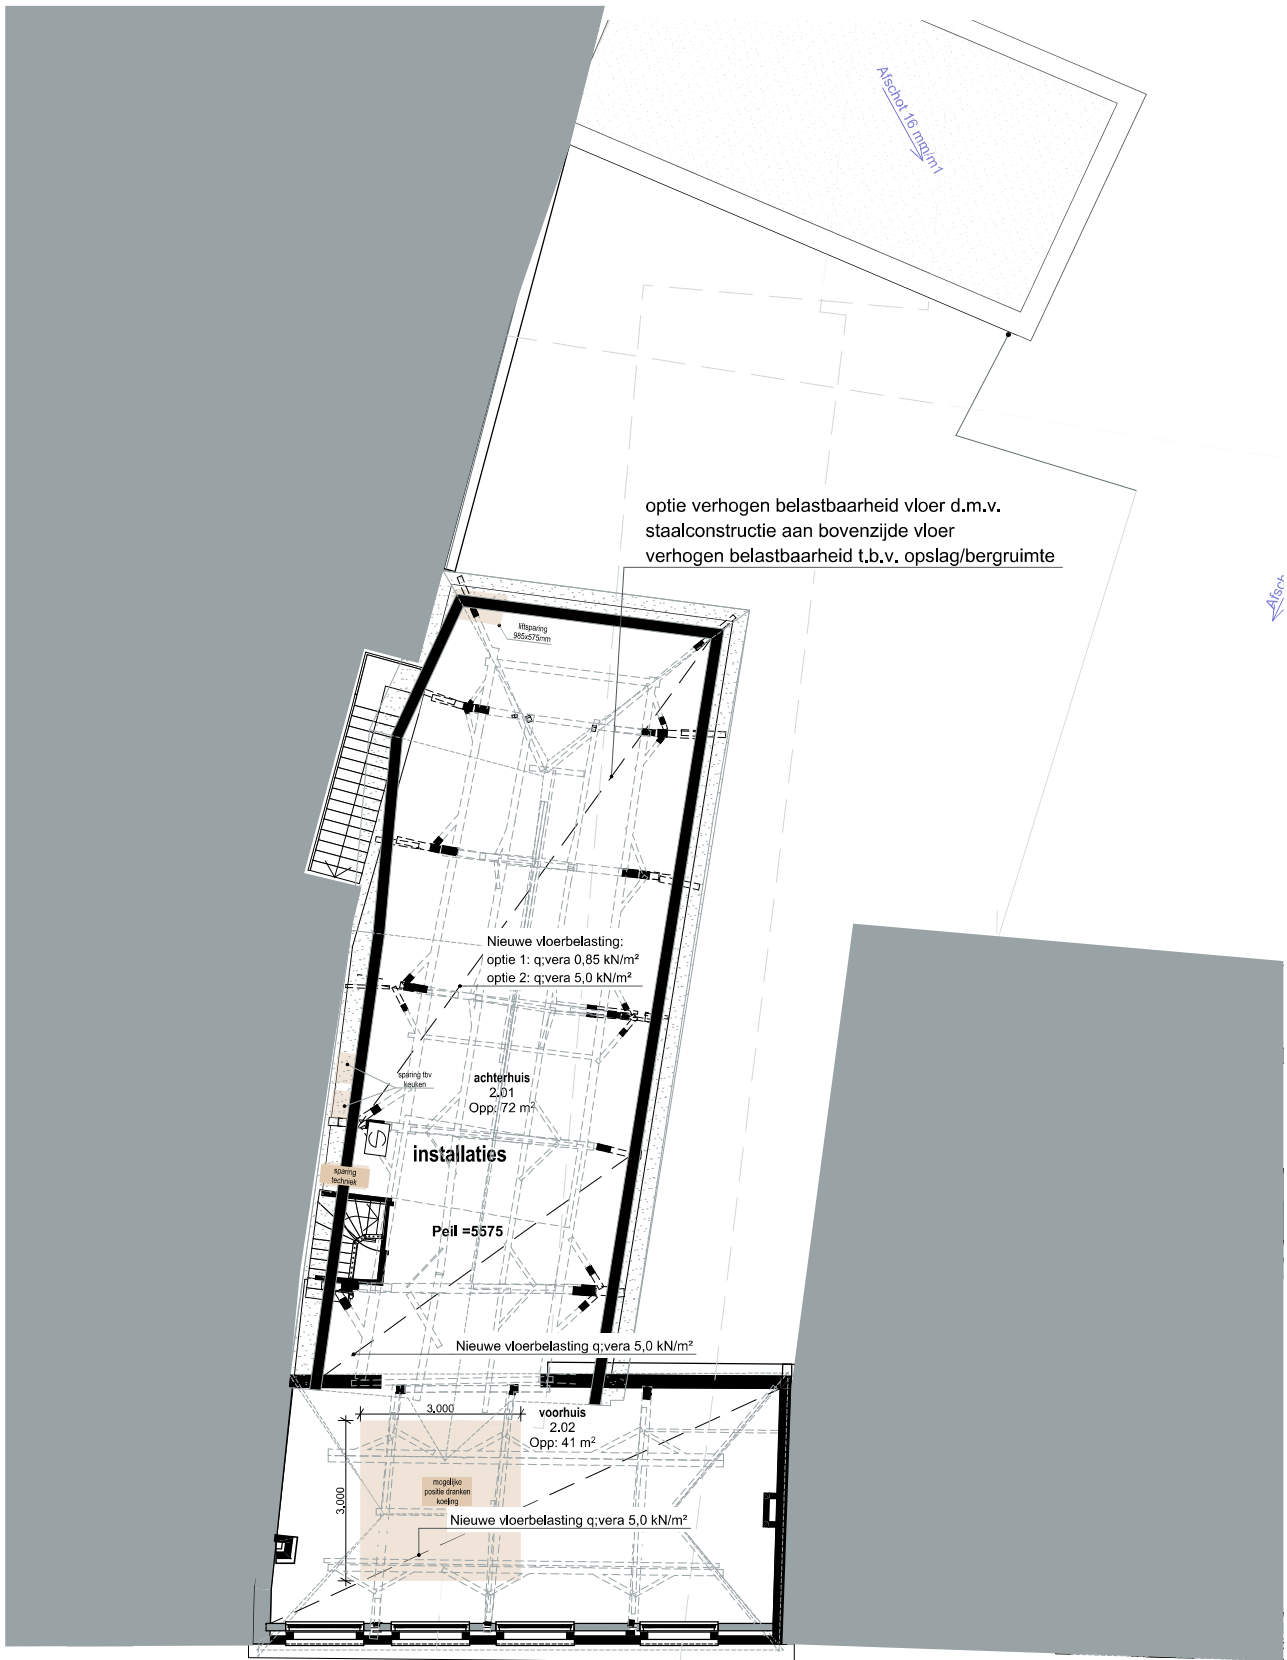 Afschot 16 mm/m1
optie verhogen belastbaarheid vloer d.m.v.
staalconstructie aan bovenzijde vloer
verhogen belastbaarheid t.b.v. opslag/bergruimte
Afsch
liftsparing
985x575mm
Nieuwe vloerbelasting:
optie 1: q;vera 0,85 kN/m²
optie 2: q;vera 5,0 kN/m²
sparing tbv
keuken
achterhuis
2.01
Opp: 72 m²
installaties
sparing
techniek
Peil =5575
Nieuwe vloerbelasting q;vera 5,0 kN/m²
3.000
voorhuis
2.02
Opp: 41 m²
3.000
mogelijke
positie dranken
koeling
Nieuwe vloerbelasting q;vera 5,0 kN/m²